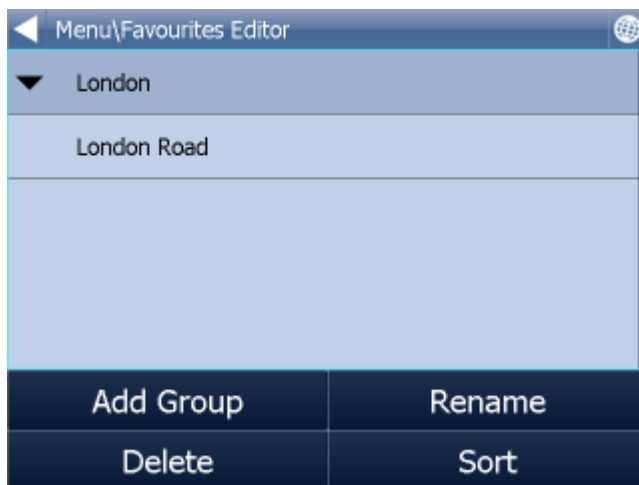 Menu\Favourites Editor
London
London Road
Add Group
Rename
Delete
Sort